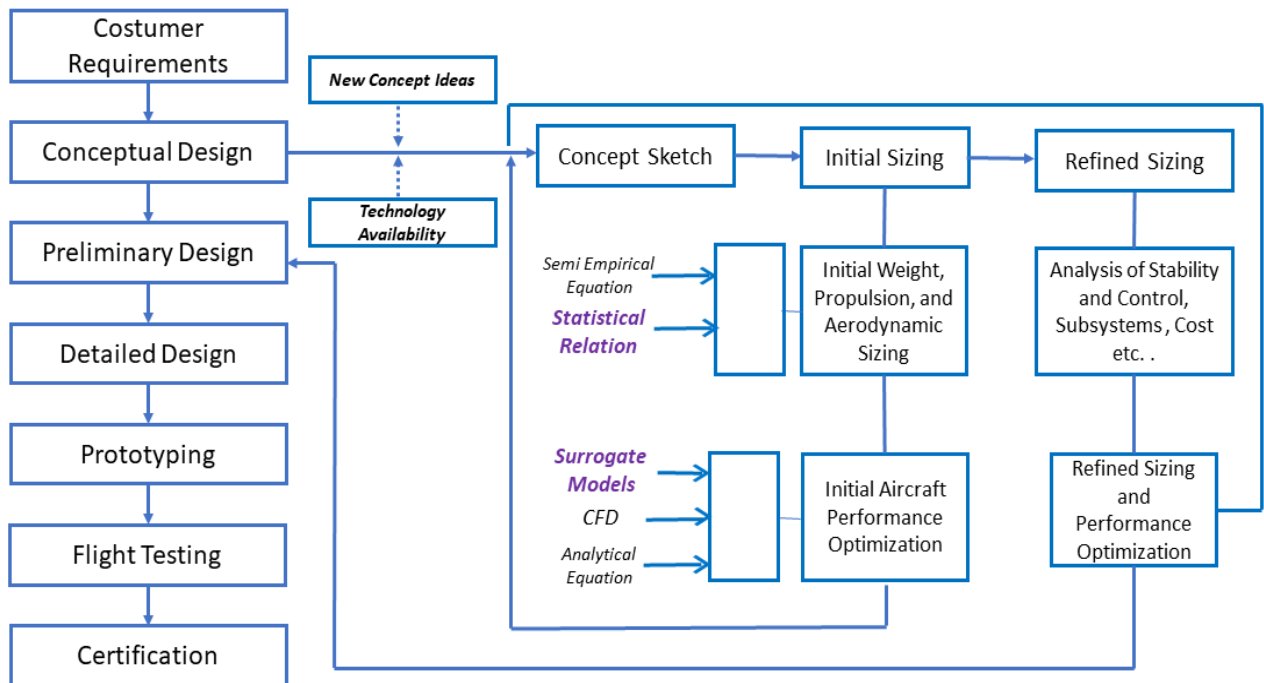 Costumer
Requirements
Conceptual Design
Preliminary Design
Detailed Design
Prototyping
Flight Testing
Certification
New Concept Ideas
Technology
Availability
Concept Sketch
Initial Sizing
Refined Sizing
Semi Empirical
Equation
Statistical
Relation
Initial Weight,
Propulsion, and
Aerodynamic
Sizing
Analysis of Stability
and Control,
Subsystems , Cost
etc. .
Surrogate
Models
CFD
Analytical
Equation
Initial Aircraft
Performance
Optimization
Refined Sizing
and
Performance
Optimization